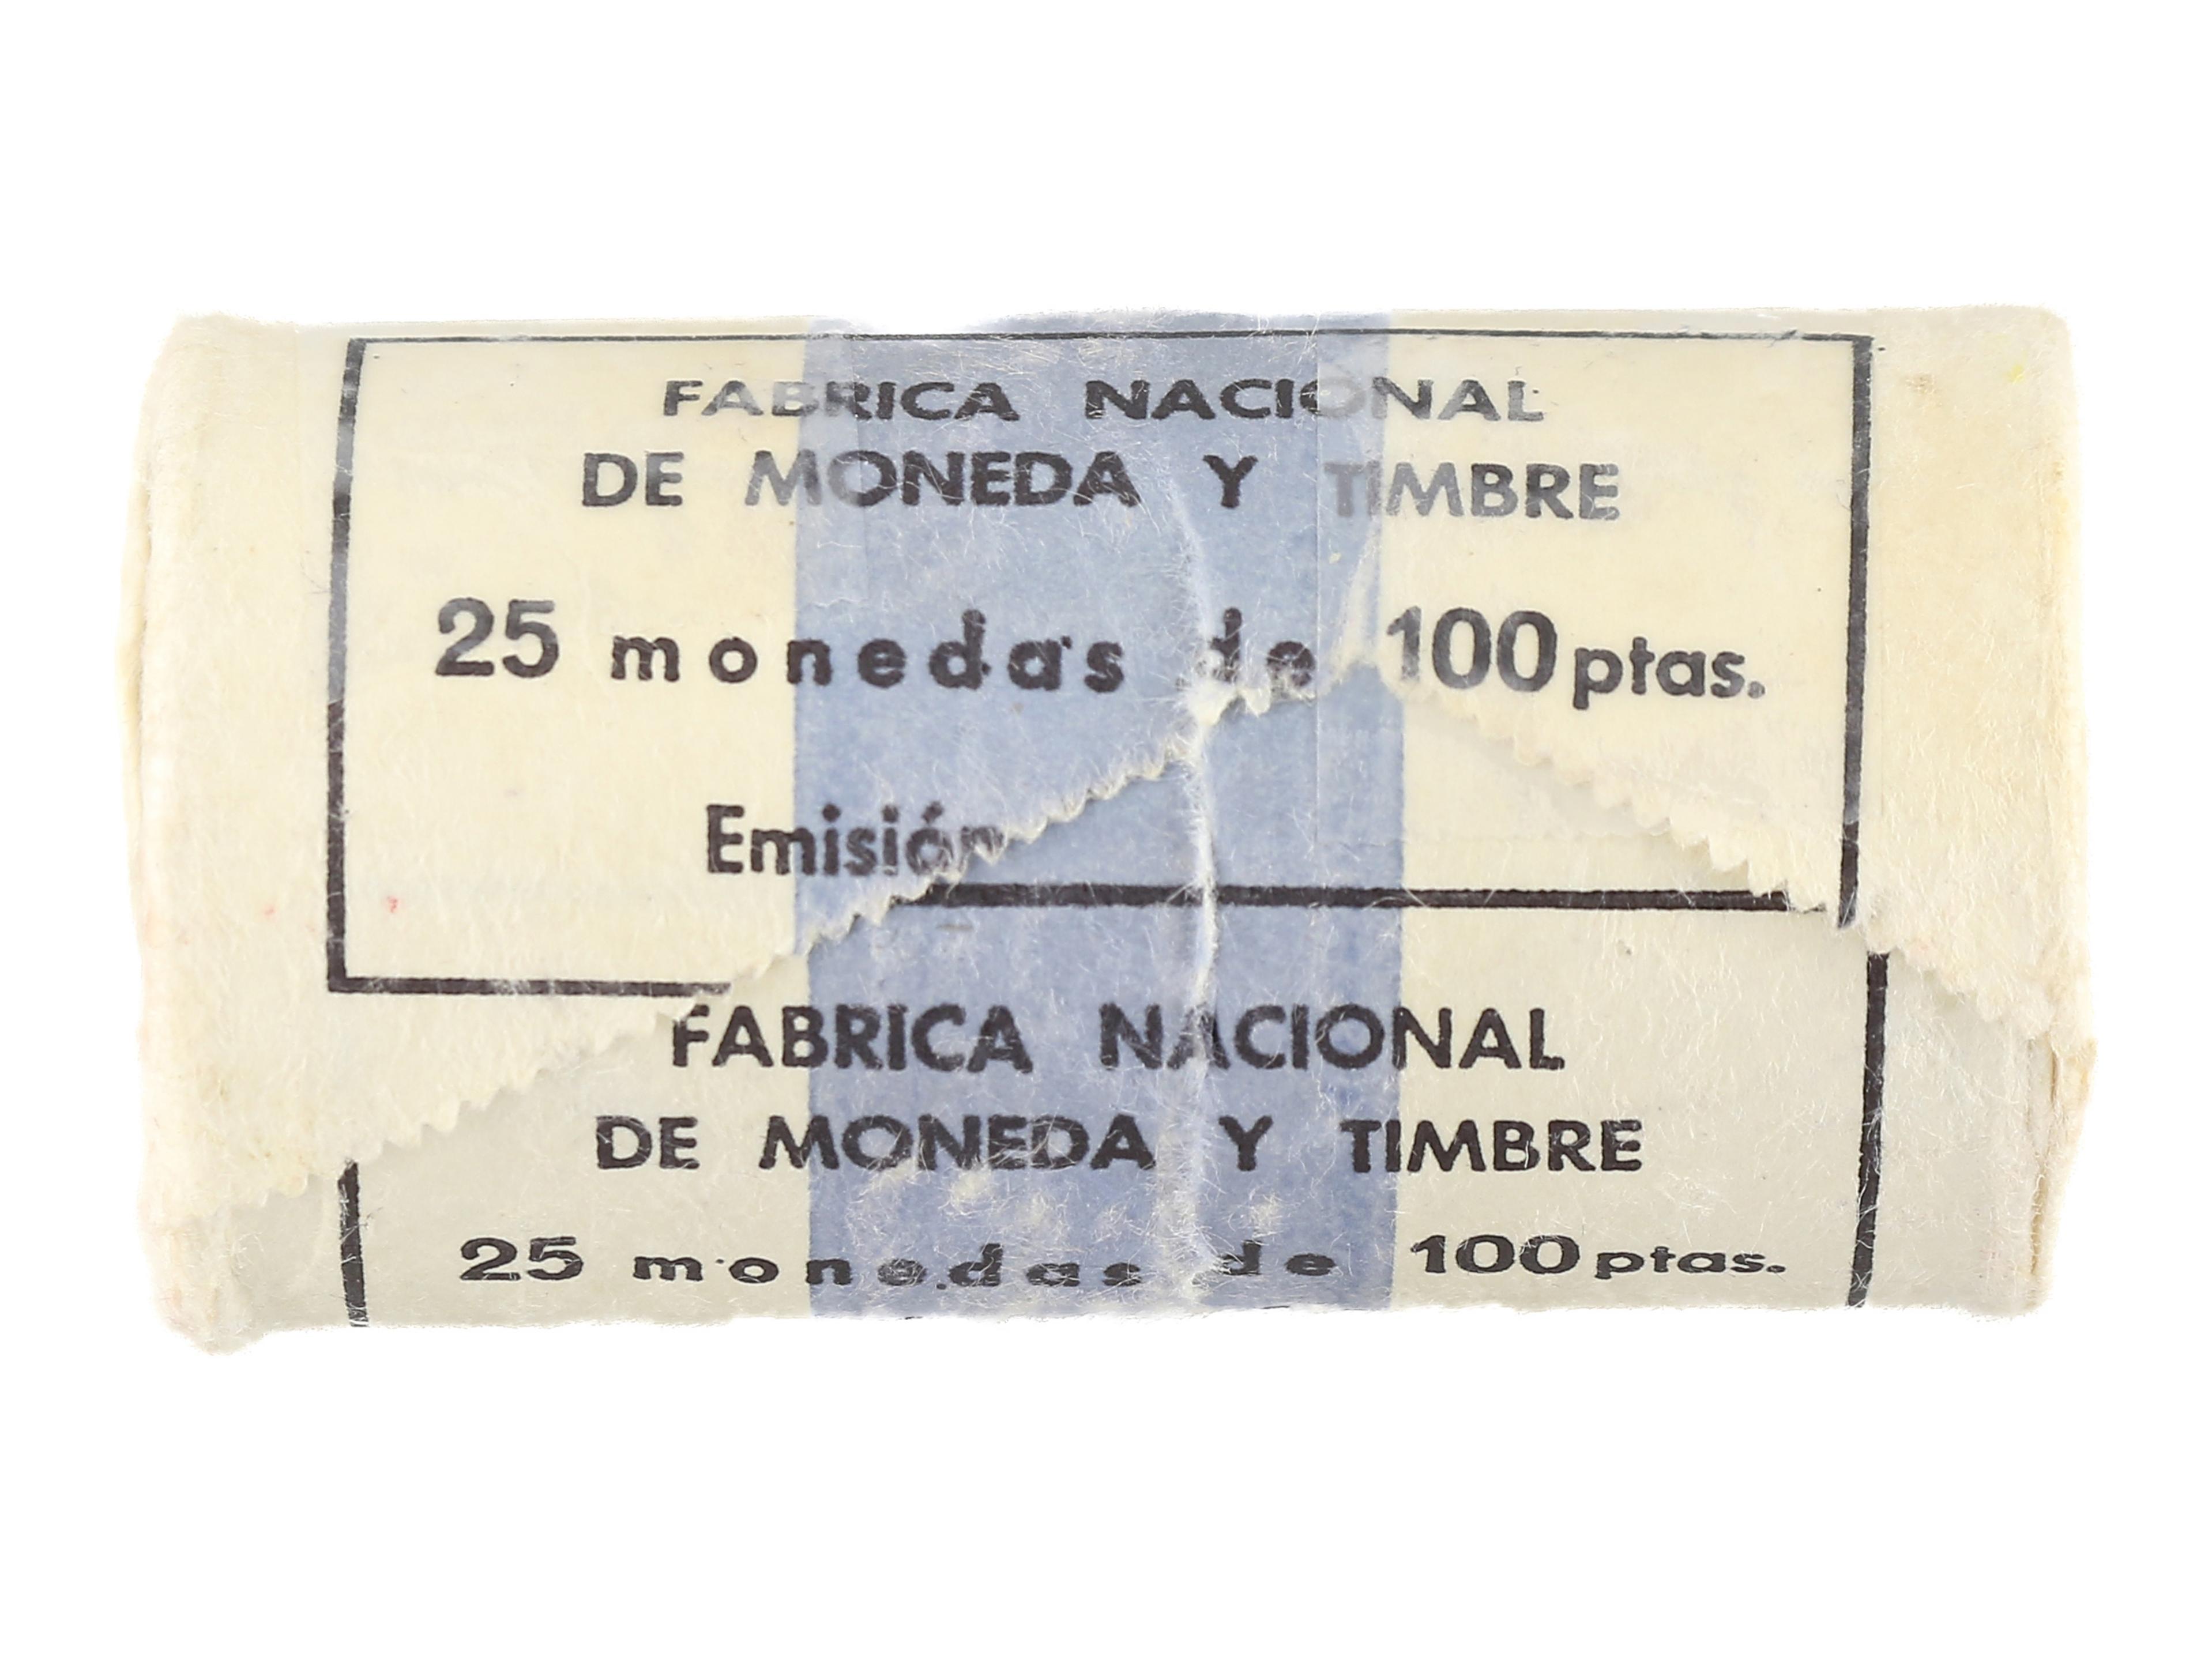 FABRICA NACIONAL
DE MONEDA Y TIMBRE
25 monedas de 100 ptas.
Emisión
FABRICA NACIONAL
DE MONEDA Y TIMBRE
25 monedas de 100 ptas.